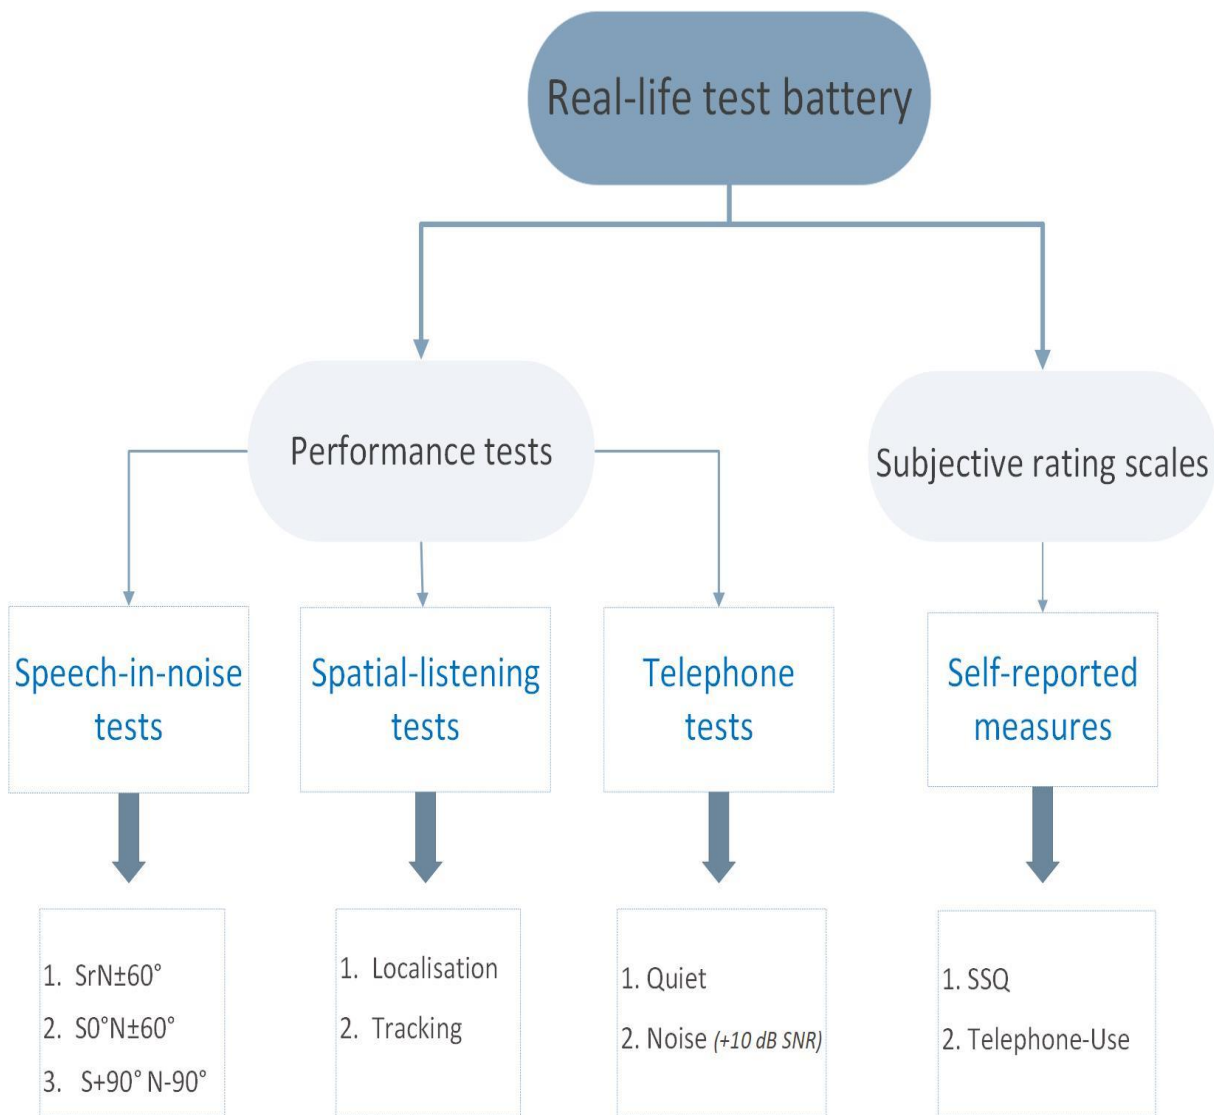 Real-life test battery
Performance tests
Subjective rating scales
Speech-in-noise
tests
Spatial-listening
tests
Telephone
tests
Self-reported
measures
1. SrN±60°
2. S0°N±60°
3. S+90° N-90°
1. Localisation
2. Tracking
1. Quiet
2. Noise (+10 dB SNR)
1. SSQ
2. Telephone-Use